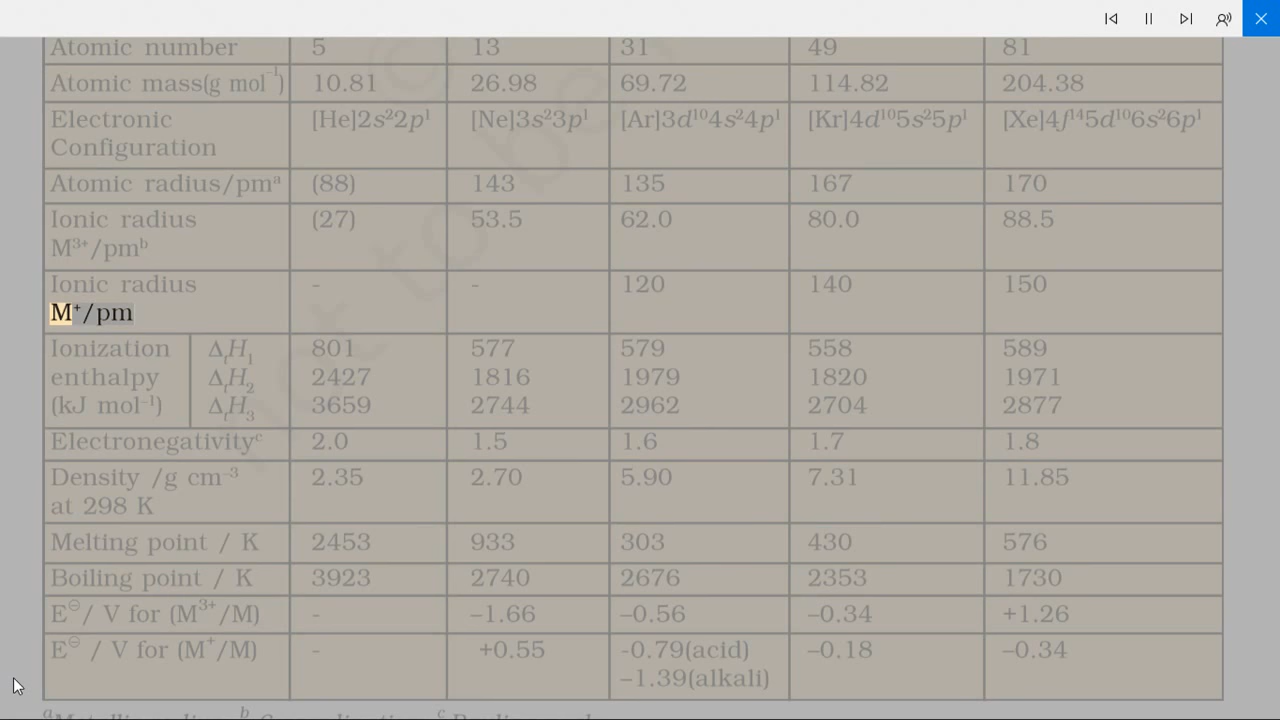 Atomic number 5 13 31 49 81
Atomic mass(g mol⁻¹) 10.81 26.98 69.72 114.82 204.38
Electronic [He]2s²2p¹ [Ne]3s²3p¹ [Ar]3d¹⁰4s²4p¹ [Kr]4d¹⁰5s²5p¹ [Xe]4f¹⁴5d¹⁰6s²6p¹
Configuration
Atomic radius/pmᵃ (88) 143 135 167 170
Ionic radius (27) 53.5 62.0 80.0 88.5
M³⁺/pmᵇ
Ionic radius - - 120 140 150
M⁺/pm
Ionization ΔᵢH₁ 801 577 579 558 589
enthalpy ΔᵢH₂ 2427 1816 1979 1820 1971
(kJ mol⁻¹) ΔᵢH₃ 3659 2744 2962 2704 2877
Electronegativityᶜ 2.0 1.5 1.6 1.7 1.8
Density /g cm⁻³ 2.35 2.70 5.90 7.31 11.85
at 298 K
Melting point / K 2453 933 303 430 576
Boiling point / K 3923 2740 2676 2353 1730
E⊖/ V for (M³⁺/M) - –1.66 –0.56 –0.34 +1.26
E⊖ / V for (M⁺/M) - +0.55 -0.79(acid) –0.18 –0.34
–1.39(alkali)
not to be